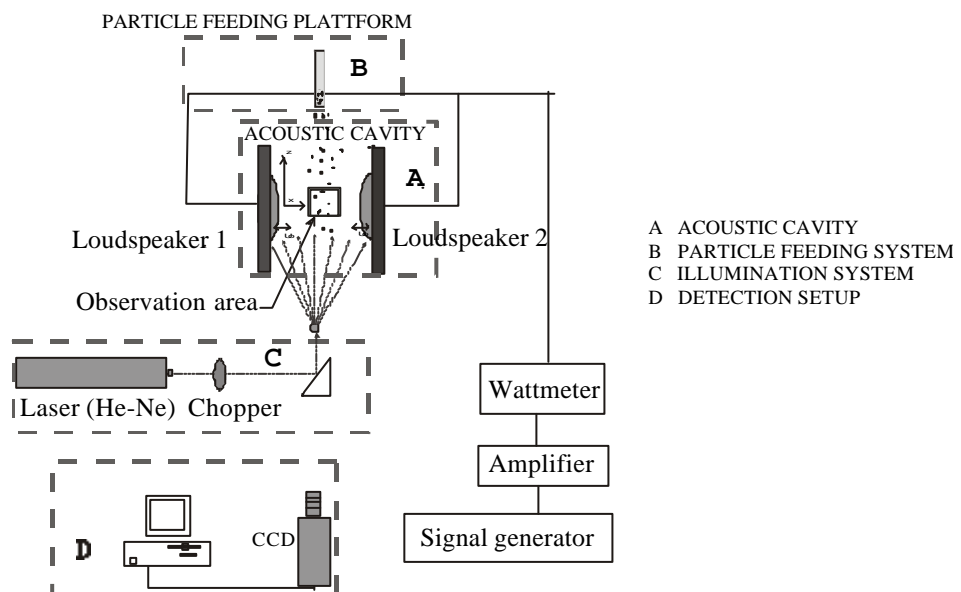 PARTICLE FEEDING PLATTFORM
B
ACOUSTIC CAVITY
A
z
x
Loudspeaker 1
Loudspeaker 2
Observation area
C
Laser (He-Ne) Chopper
D
CCD
Wattmeter
Amplifier
Signal generator
A ACOUSTIC CAVITY
B PARTICLE FEEDING SYSTEM
C ILLUMINATION SYSTEM
D DETECTION SETUP